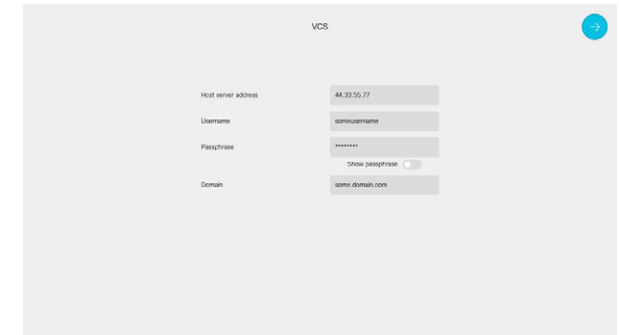 VCS
Host server address 44.33.55.77
Username someusername
Passphrase ********
Show passphrase
Domain some.domain.com